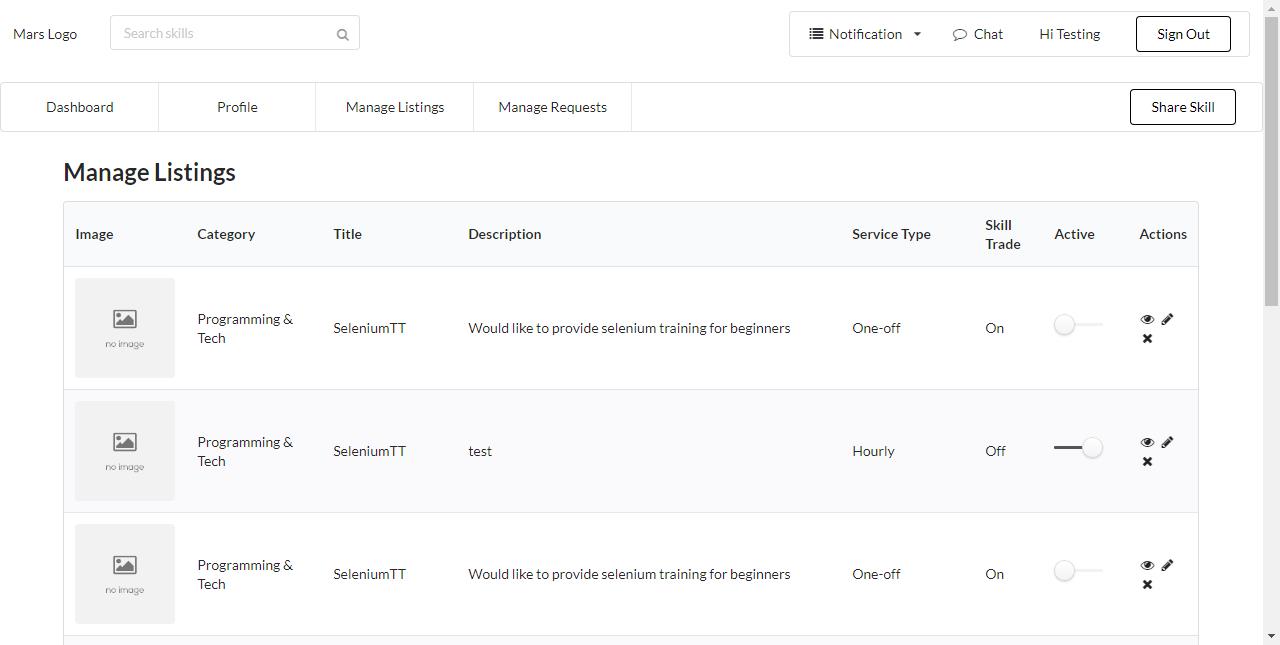 Mars Logo
Search skills
Notification
Chat
Hi Testing
Sign Out
Dashboard
Profile
Manage Listings
Manage Requests
Share Skill
Manage Listings
Image
Category
Title
Description
Service Type
Skill
Trade
Active
Actions
no image
Programming &
Tech
SeleniumTT
Would like to provide selenium training for beginners
One-off
On
no image
Programming &
Tech
SeleniumTT
test
Hourly
Off
no image
Programming &
Tech
SeleniumTT
Would like to provide selenium training for beginners
One-off
On